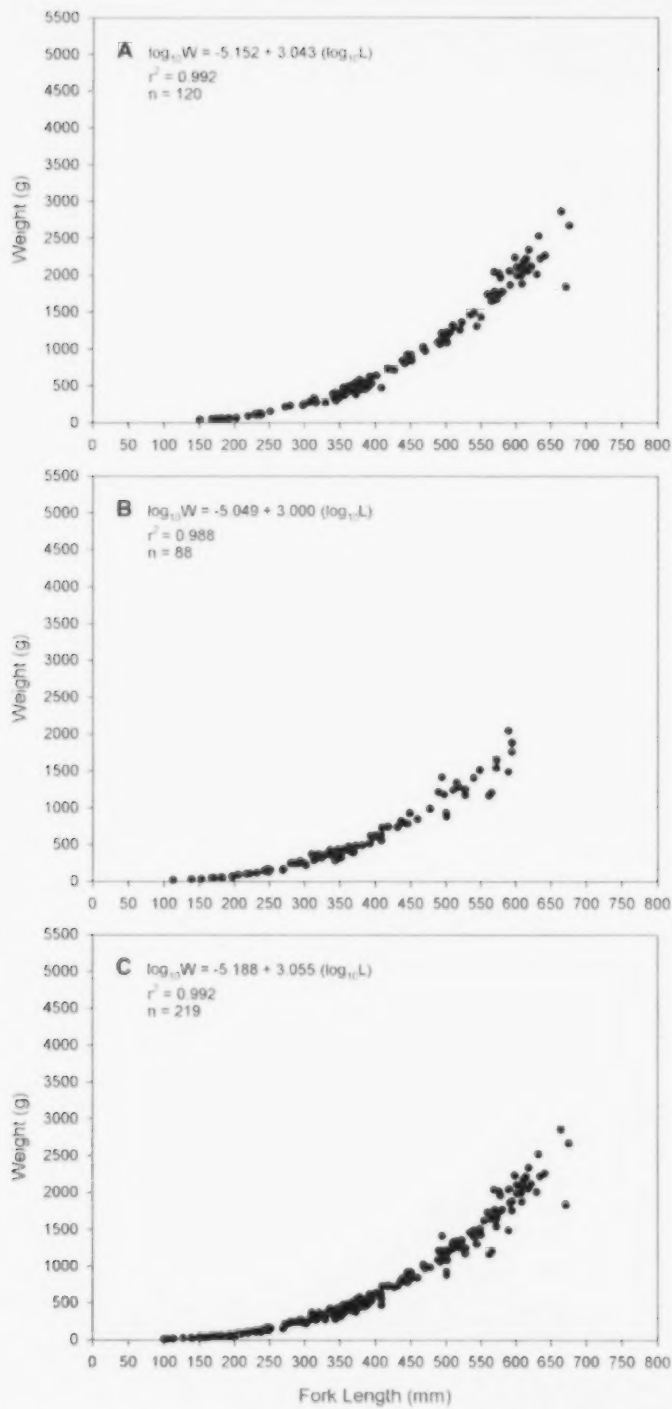 5500
5000
4500
4000
3500
3000
2500
2000
1500
1000
500
0
Weight (g)
A log₁₀W = -5.152 + 3.043 (log₁₀L)
r² = 0.992
n = 120
0 50 100 150 200 250 300 350 400 450 500 550 600 650 700 750 800
5500
5000
4500
4000
3500
3000
2500
2000
1500
1000
500
0
Weight (g)
B log₁₀W = -5.049 + 3.000 (log₁₀L)
r² = 0.988
n = 88
0 50 100 150 200 250 300 350 400 450 500 550 600 650 700 750 800
5500
5000
4500
4000
3500
3000
2500
2000
1500
1000
500
0
Weight (g)
C log₁₀W = -5.188 + 3.055 (log₁₀L)
r² = 0.992
n = 219
0 50 100 150 200 250 300 350 400 450 500 550 600 650 700 750 800
Fork Length (mm)